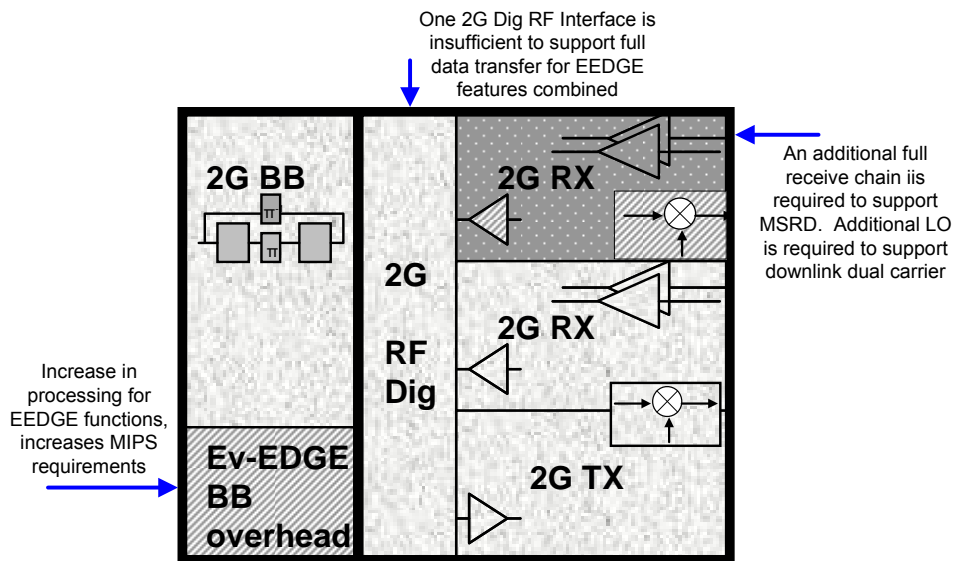 One 2G Dig RF Interface is
insufficient to support full
data transfer for EEDGE
features combined
2G BB
π
π
2G
RF
Dig
2G RX
2G RX
2G TX
Ev-EDGE
BB
overhead
An additional full
receive chain iis
required to support
MSRD. Additional LO
is required to support
downlink dual carrier
Increase in
processing for
EEDGE functions,
increases MIPS
requirements